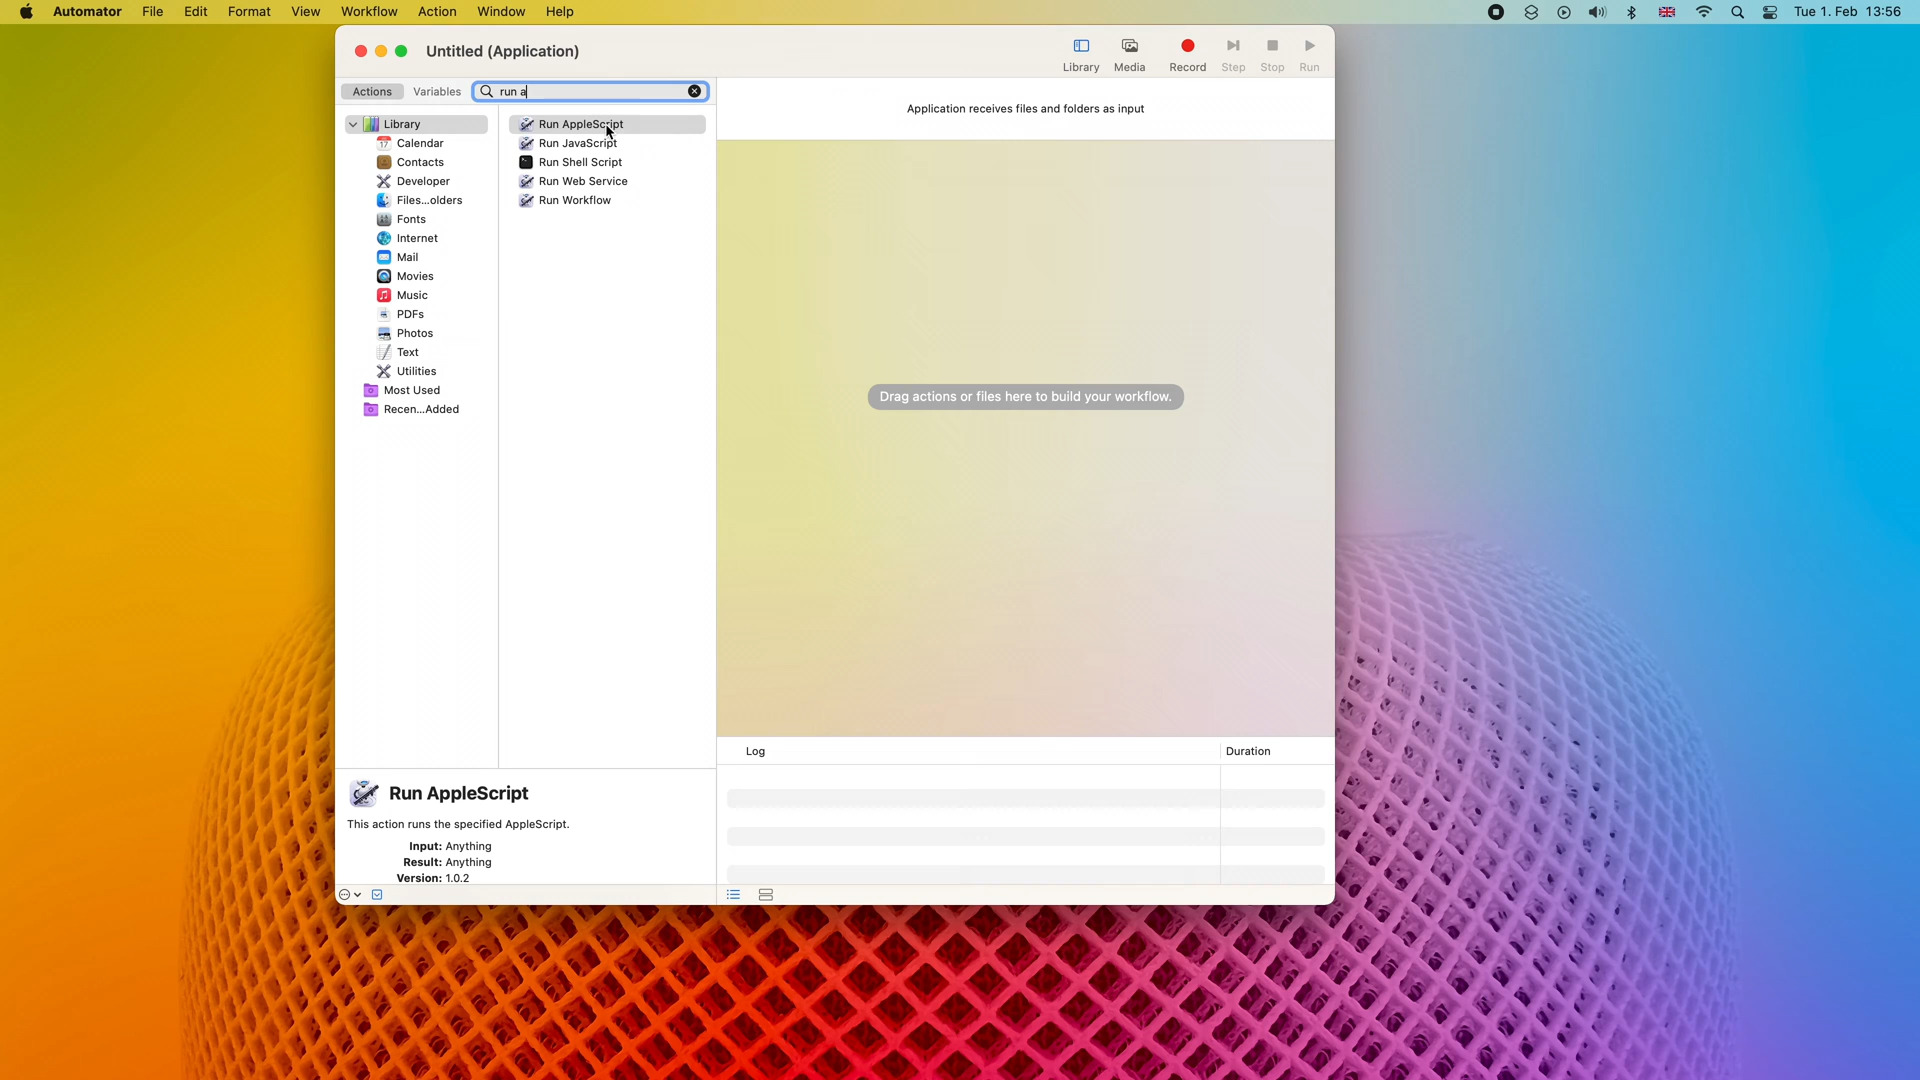 Automator File Edit Format View Workflow Action Window Help Tue 1. Feb 13:56
Untitled (Application)
Library Media Record Step Stop Run
Actions Variables run a
Application receives files and folders as input
Library
Calendar
Contacts
Developer
Files...olders
Fonts
Internet
Mail
Movies
Music
PDFs
Photos
Text
Utilities
Most Used
Recen...Added
Run AppleScript
Run JavaScript
Run Shell Script
Run Web Service
Run Workflow
Drag actions or files here to build your workflow.
Log Duration
Run AppleScript
This action runs the specified AppleScript.
Input: Anything
Result: Anything
Version: 1.0.2